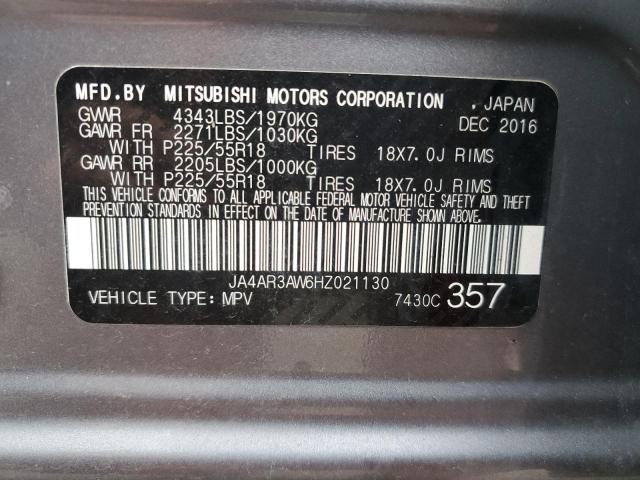 MFD.BY MITSUBISHI MOTORS CORPORATION , JAPAN
GVWR 4343LBS/1970KG DEC 2016
GAWR FR 2271LBS/1030KG
WITH P225/55R18 TIRES 18X7.0J RIMS
GAWR RR 2205LBS/1000KG
WITH P225/55R18 TIRES 18X7.0J RIMS
THIS VEHICLE CONFORMS TO ALL APPLICABLE FEDERAL MOTOR VEHICLE SAFETY AND THEFT
PREVENTION STANDARDS IN EFFECT ON THE DATE OF MANUFACTURE SHOWN ABOVE.
JA4AR3AW6HZ021130
VEHICLE TYPE: MPV 7430C 357